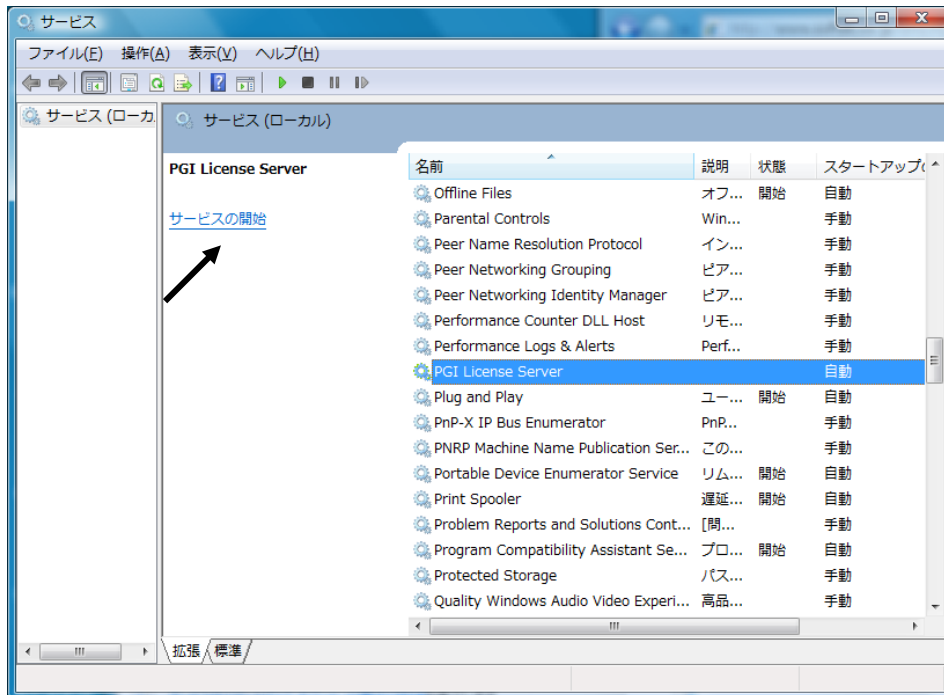 サービス
ファイル(F) 操作(A) 表示(V) ヘルプ(H)
サービス (ローカ
サービス (ローカル)
PGI License Server
サービスの開始
名前 説明 状態 スタートアップの
Offline Files オフ... 開始 自動
Parental Controls Win... 手動
Peer Name Resolution Protocol イン... 手動
Peer Networking Grouping ピア... 手動
Peer Networking Identity Manager ピア... 手動
Performance Counter DLL Host リモ... 手動
Performance Logs & Alerts Perf... 手動
PGI License Server 自動
Plug and Play ユー... 開始 自動
PnP-X IP Bus Enumerator PnP... 手動
PNRP Machine Name Publication Ser... この... 手動
Portable Device Enumerator Service リム... 開始 自動
Print Spooler 遅延... 開始 自動
Problem Reports and Solutions Cont... [問... 手動
Program Compatibility Assistant Se... プロ... 開始 自動
Protected Storage パス... 手動
Quality Windows Audio Video Experi... 高品... 手動
拡張 標準